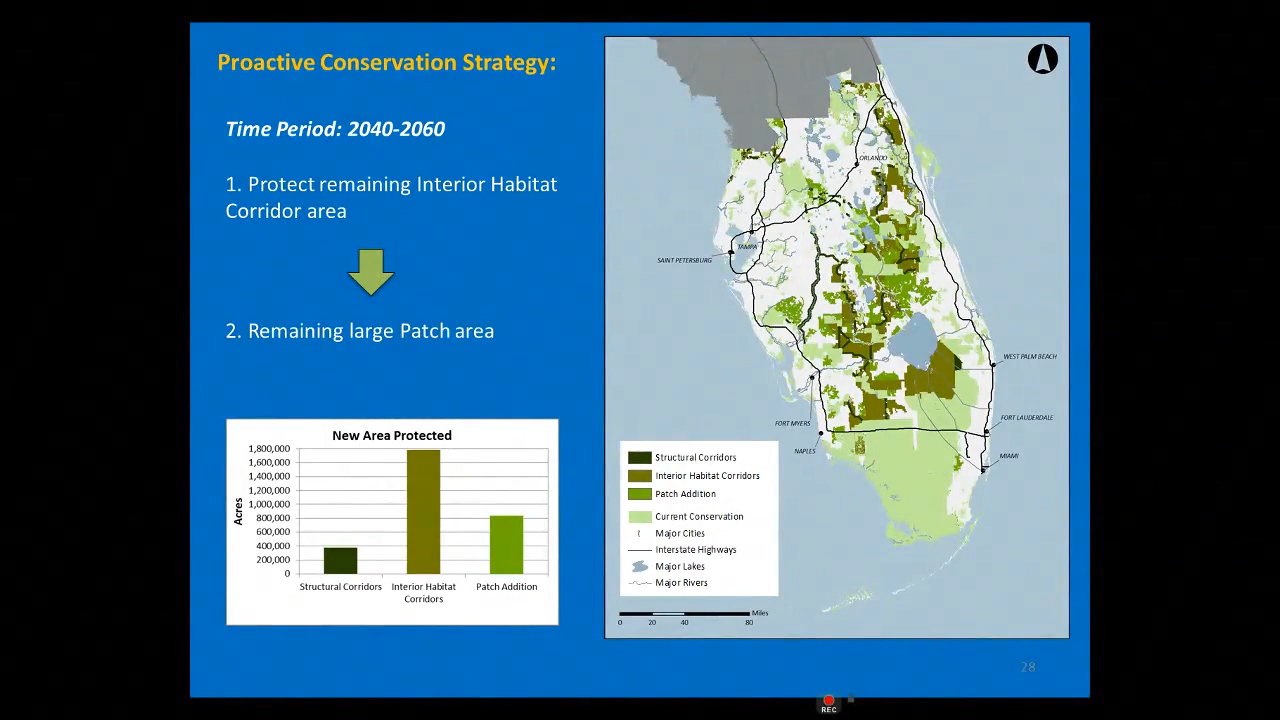 Proactive Conservation Strategy:
Time Period: 2040-2060
1. Protect remaining Interior Habitat
Corridor area
2. Remaining large Patch area
New Area Protected
Acres
1,800,000
1,600,000
1,400,000
1,200,000
1,000,000
800,000
600,000
400,000
200,000
0
Structural Corridors
Interior Habitat
Corridors
Patch Addition
ORLANDO
TAMPA
SAINT PETERSBURG
WEST PALM BEACH
FORT MYERS
FORT LAUDERDALE
NAPLES
MIAMI
Structural Corridors
Interior Habitat Corridors
Patch Addition
Current Conservation
Major Cities
Interstate Highways
Major Lakes
Major Rivers
Miles
0 20 40 80
28
REC